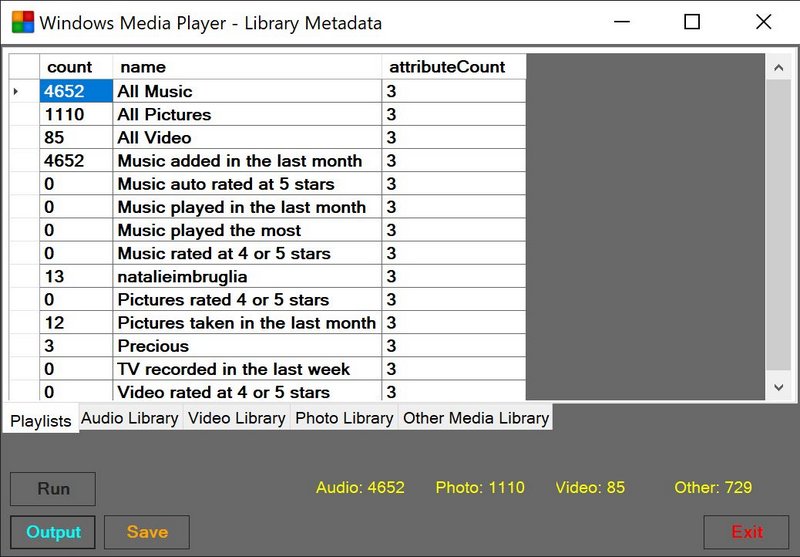 Windows Media Player - Library Metadata
count name attributeCount
4652 All Music 3
1110 All Pictures 3
85 All Video 3
4652 Music added in the last month 3
0 Music auto rated at 5 stars 3
0 Music played in the last month 3
0 Music played the most 3
0 Music rated at 4 or 5 stars 3
13 natalieimbruglia 3
0 Pictures rated 4 or 5 stars 3
12 Pictures taken in the last month 3
3 Precious 3
0 TV recorded in the last week 3
0 Video rated at 4 or 5 stars 3
Playlists Audio Library Video Library Photo Library Other Media Library
Run Audio: 4652 Photo: 1110 Video: 85 Other: 729
Output Save Exit